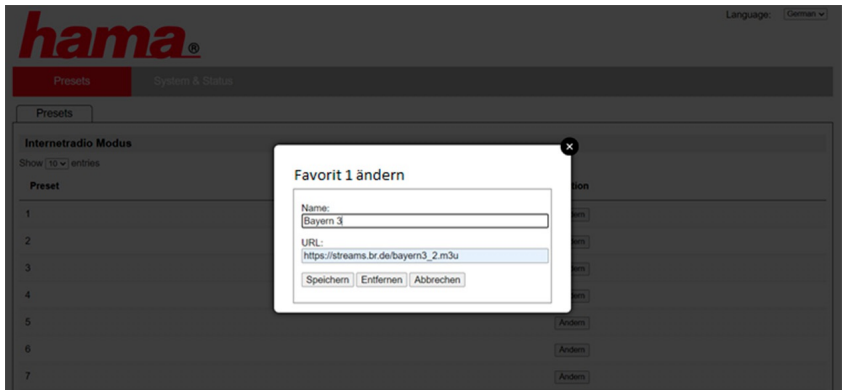 Language: German
hama®
Presets System & Status
Presets
Internetradio Modus
Show 10 entries
Preset
1
2
3
4
5 Ändern
6 Ändern
7 Ändern
Favorit 1 ändern
Name:
Bayern 3
URL:
https://streams.br.de/bayern3_2.m3u
Speichern Entfernen Abbrechen